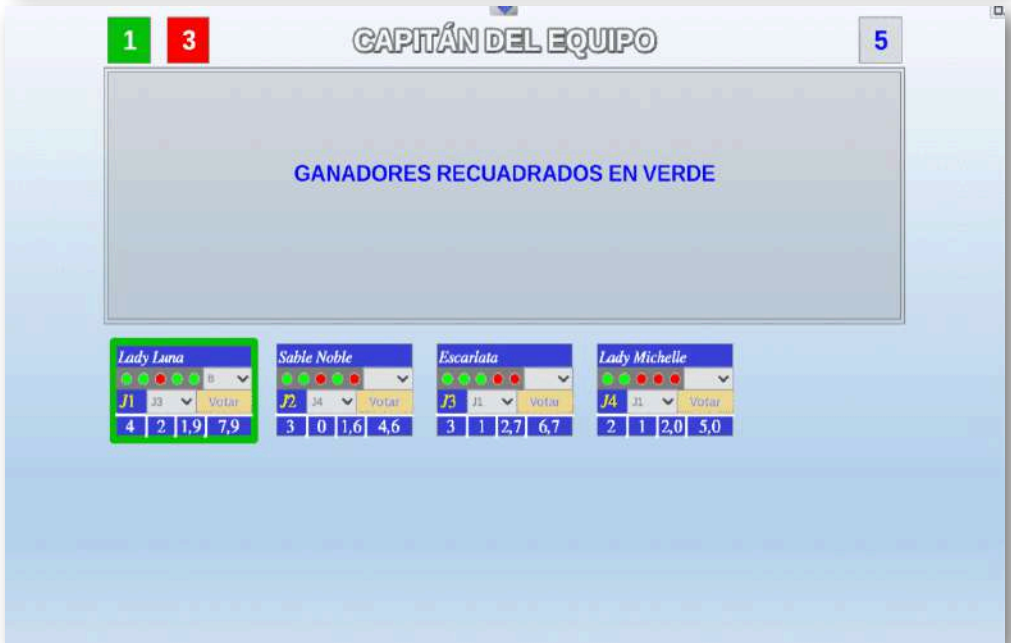 1 3 CAPITÁN DEL EQUIPO 5
GANADORES RECUADRADOS EN VERDE
Lady Luna
B
J1 J3 Votar
4 2 1,9 7,9
Sable Noble
J2 J4 Votar
3 0 1,6 4,6
Escarlata
J3 J1 Votar
3 1 2,7 6,7
Lady Michelle
J4 J1 Votar
2 1 2,0 5,0